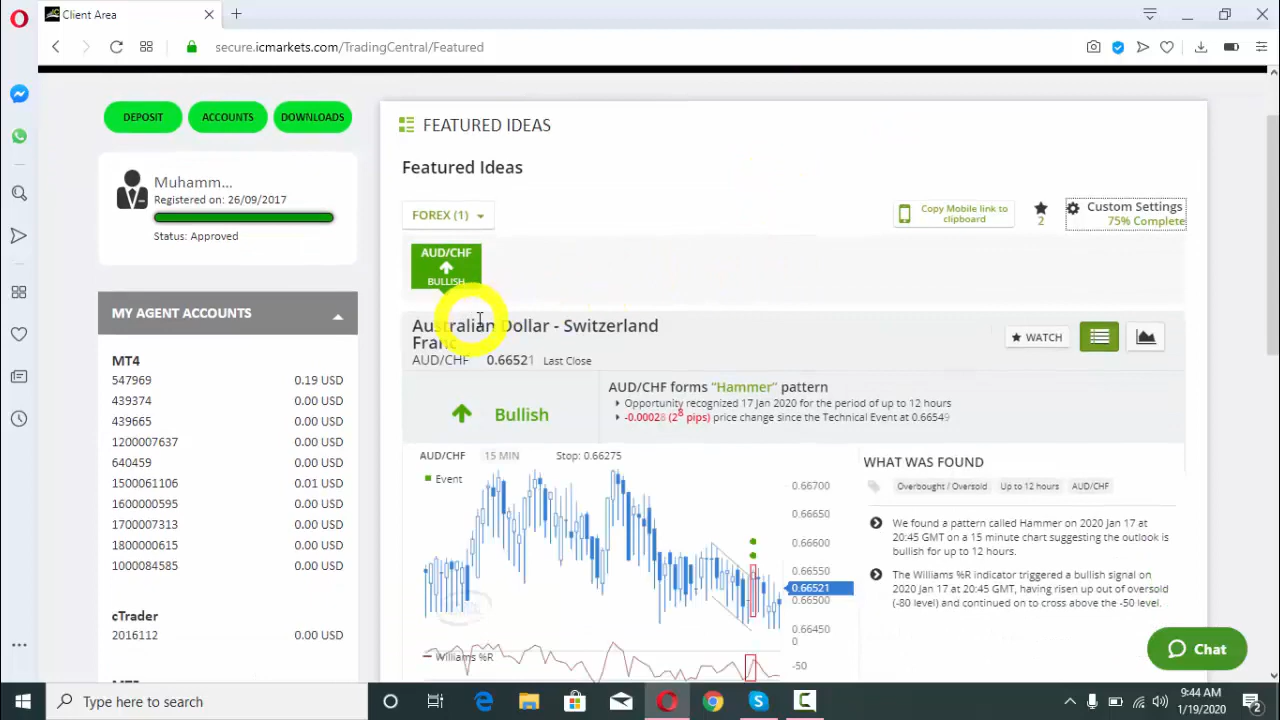 Client Area
secure.icmarkets.com/TradingCentral/Featured
DEPOSIT
ACCOUNTS
DOWNLOADS
Muhamm...
Registered on: 26/09/2017
Status: Approved
MY AGENT ACCOUNTS
MT4
547969 0.19 USD
439374 0.00 USD
439665 0.00 USD
1200007637 0.00 USD
640459 0.00 USD
1500061106 0.01 USD
1600000595 0.00 USD
1700007313 0.00 USD
1800000615 0.00 USD
1000084585 0.00 USD
cTrader
2016112 0.00 USD
FEATURED IDEAS
Featured Ideas
FOREX (1)
Copy Mobile link to
clipboard
2
Custom Settings
75% Complete
AUD/CHF
BULLISH
Australian Dollar - Switzerland
Franc
AUD/CHF 0.66521 Last Close
WATCH
Bullish
AUD/CHF forms "Hammer" pattern
Opportunity recognized 17 Jan 2020 for the period of up to 12 hours
-0.00028 (2⁸ pips) price change since the Technical Event at 0.66549
AUD/CHF 15 MIN Stop: 0.66275
Event
0.66700
0.66650
0.66600
0.66550
0.66521
0.66500
0.66450
0
Williams %R
-50
WHAT WAS FOUND
Overbought / Oversold Up to 12 hours AUD/CHF
We found a pattern called Hammer on 2020 Jan 17 at
20:45 GMT on a 15 minute chart suggesting the outlook is
bullish for up to 12 hours.
The Williams %R indicator triggered a bullish signal on
2020 Jan 17 at 20:45 GMT, having risen up out of oversold
(-80 level) and continued on to cross above the -50 level.
Chat
Type here to search
9:44 AM
1/19/2020
2